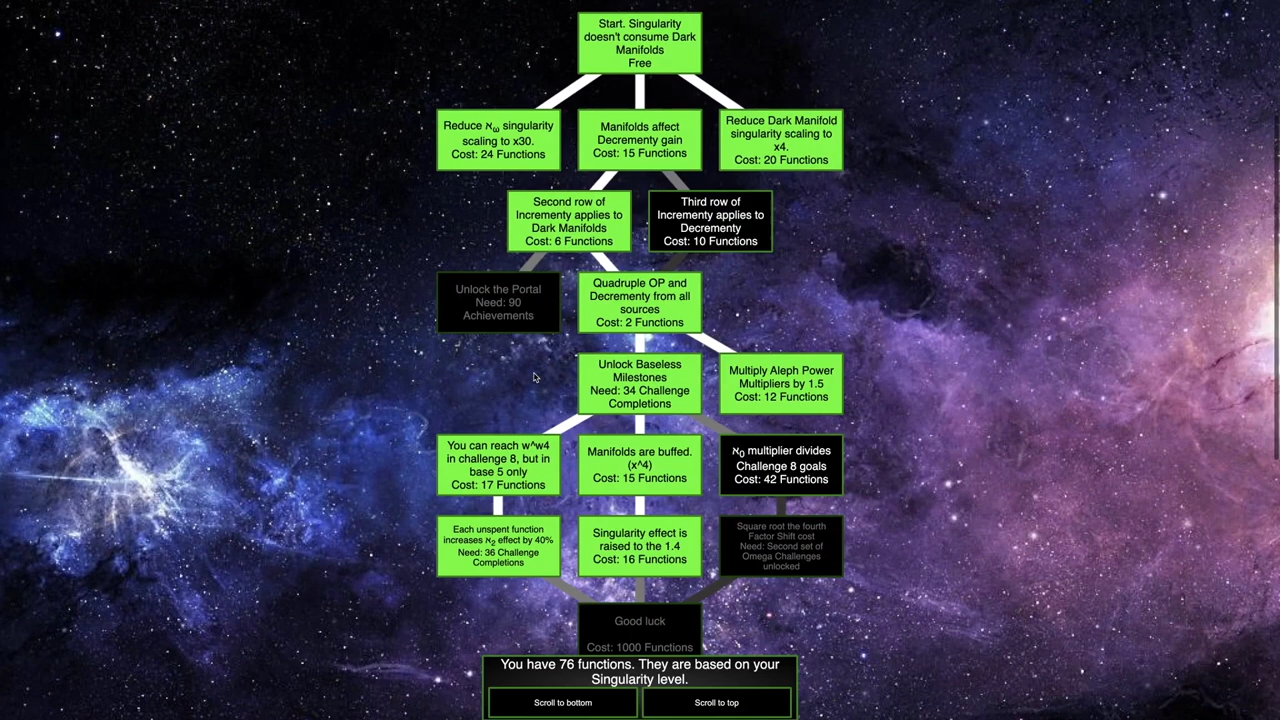 Start. Singularity
doesn't consume Dark
Manifolds
Free
Reduce ℵω singularity
scaling to x30.
Cost: 24 Functions
Manifolds affect
Decrementy gain
Cost: 15 Functions
Reduce Dark Manifold
singularity scaling to
x4.
Cost: 20 Functions
Second row of
Incrementy applies to
Dark Manifolds
Cost: 6 Functions
Third row of
Incrementy applies to
Decrementy
Cost: 10 Functions
Unlock the Portal
Need: 90
Achievements
Quadruple OP and
Decrementy from all
sources
Cost: 2 Functions
Unlock Baseless
Milestones
Need: 34 Challenge
Completions
Multiply Aleph Power
Multipliers by 1.5
Cost: 12 Functions
You can reach w^w4
in challenge 8, but in
base 5 only
Cost: 17 Functions
Manifolds are buffed.
(x^4)
Cost: 15 Functions
ℵ0 multiplier divides
Challenge 8 goals
Cost: 42 Functions
Each unspent function
increases ℵ2 effect by 40%
Need: 36 Challenge
Completions
Singularity effect is
raised to the 1.4
Cost: 16 Functions
Square root the fourth
Factor Shift cost
Need: Second set of
Omega Challenges
unlocked
Good luck
Cost: 1000 Functions
You have 76 functions. They are based on your
Singularity level.
Scroll to bottom
Scroll to top